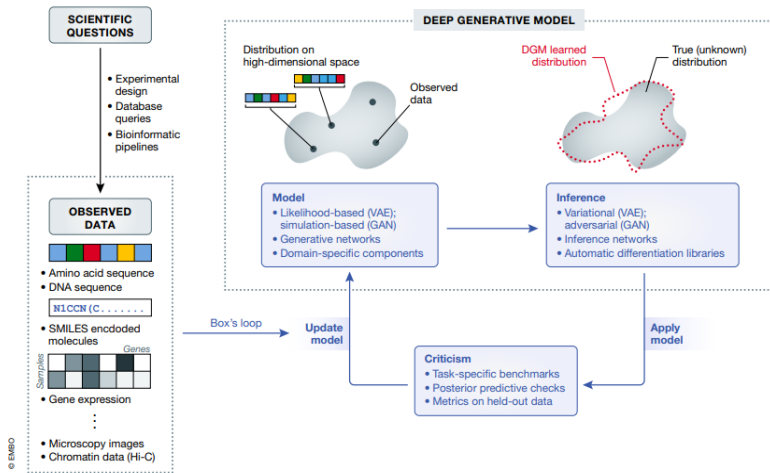 SCIENTIFIC
QUESTIONS
• Experimental
design
• Database
queries
• Bioinformatic
pipelines
OBSERVED
DATA
• Amino acid sequence
• DNA sequence
N1CCN(C.......
• SMILES encdoded
molecules
Genes
Samples
• Gene expression
• Microscopy images
• Chromatin data (Hi-C)
© EMBO
DEEP GENERATIVE MODEL
Distribution on
high-dimensional space
Observed
data
DGM learned
distribution
True (unknown)
distribution
Model
• Likelihood-based (VAE);
simulation-based (GAN)
• Generative networks
• Domain-specific components
Inference
• Variational (VAE);
adversarial (GAN)
• Inference networks
• Automatic differentiation libraries
Box's loop
Update
model
Apply
model
Criticism
• Task-specific benchmarks
• Posterior predictive checks
• Metrics on held-out data